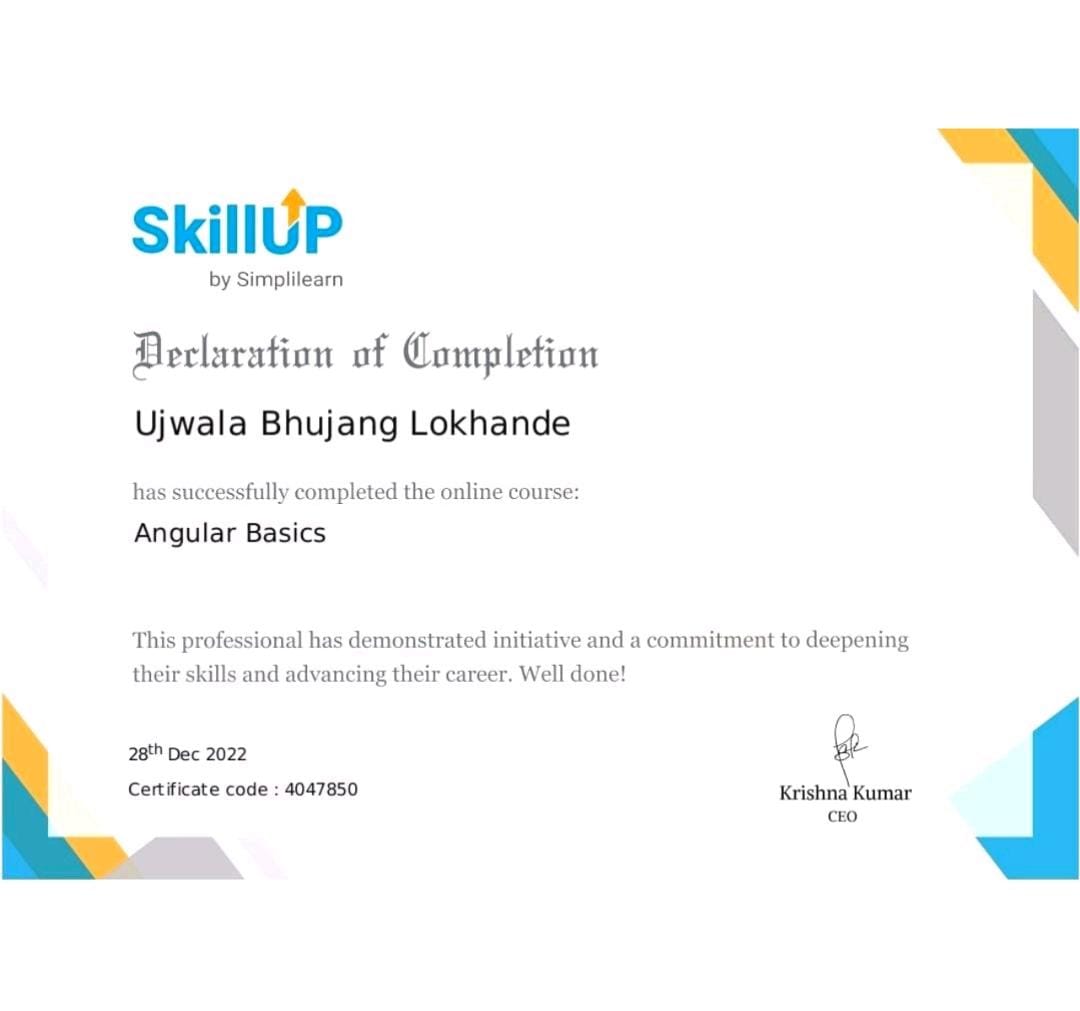 SkillUP
by Simplilearn
Declaration of Completion
Ujwala Bhujang Lokhande
has successfully completed the online course:
Angular Basics
This professional has demonstrated initiative and a commitment to deepening
their skills and advancing their career. Well done!
28th Dec 2022
Certificate code : 4047850
Krishna Kumar
CEO